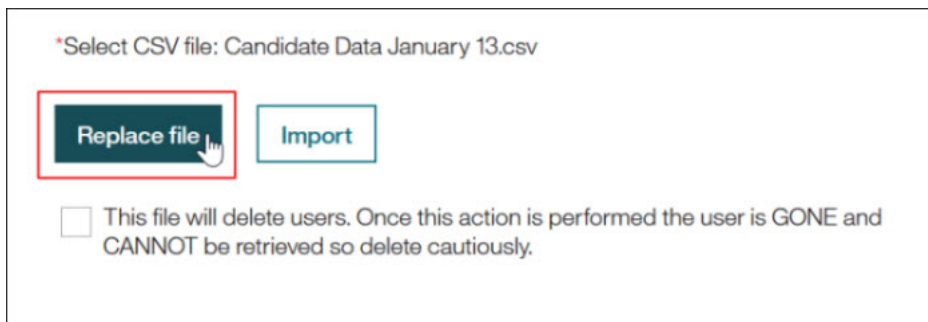 *Select CSV file: Candidate Data January 13.csv
Replace file
Import
This file will delete users. Once this action is performed the user is GONE and
CANNOT be retrieved so delete cautiously.